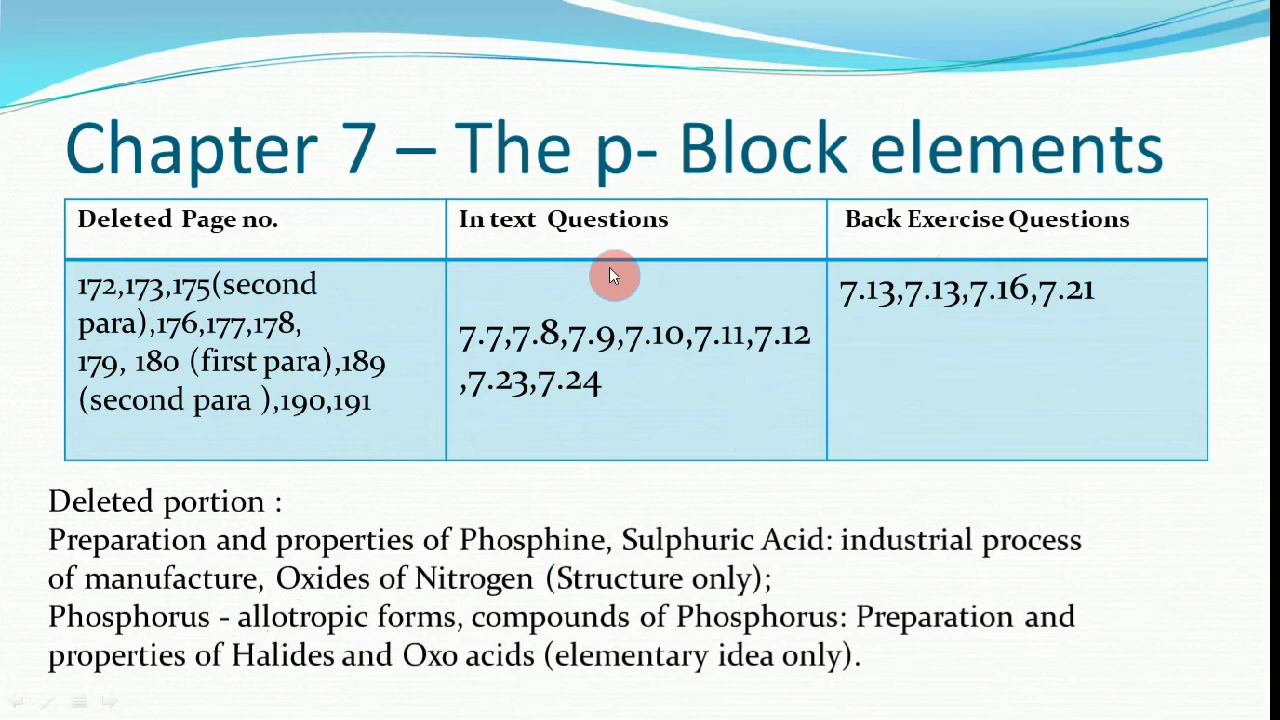 Chapter 7 – The p- Block elements
Deleted Page no.
In text Questions
Back Exercise Questions
172,173,175(second
para),176,177,178,
179, 180 (first para),189
(second para ),190,191
7.7,7.8,7.9,7.10,7.11,7.12
,7.23,7.24
7.13,7.13,7.16,7.21
Deleted portion :
Preparation and properties of Phosphine, Sulphuric Acid: industrial process
of manufacture, Oxides of Nitrogen (Structure only);
Phosphorus - allotropic forms, compounds of Phosphorus: Preparation and
properties of Halides and Oxo acids (elementary idea only).